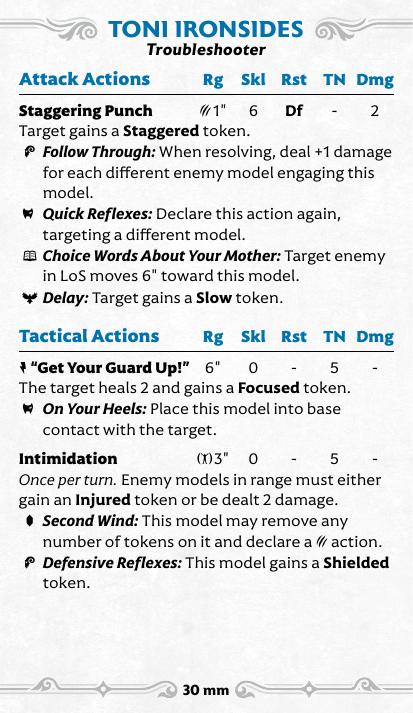 TONI IRONSIDES
Troubleshooter
Attack Actions Rg Skl Rst TN Dmg
Staggering Punch 1" 6 Df - 2
Target gains a Staggered token.
Follow Through: When resolving, deal +1 damage
for each different enemy model engaging this
model.
Quick Reflexes: Declare this action again,
targeting a different model.
Choice Words About Your Mother: Target enemy
in LoS moves 6" toward this model.
Delay: Target gains a Slow token.
Tactical Actions Rg Skl Rst TN Dmg
"Get Your Guard Up!" 6" 0 - 5 -
The target heals 2 and gains a Focused token.
On Your Heels: Place this model into base
contact with the target.
Intimidation 3" 0 - 5 -
Once per turn. Enemy models in range must either
gain an Injured token or be dealt 2 damage.
Second Wind: This model may remove any
number of tokens on it and declare a action.
Defensive Reflexes: This model gains a Shielded
token.
30 mm